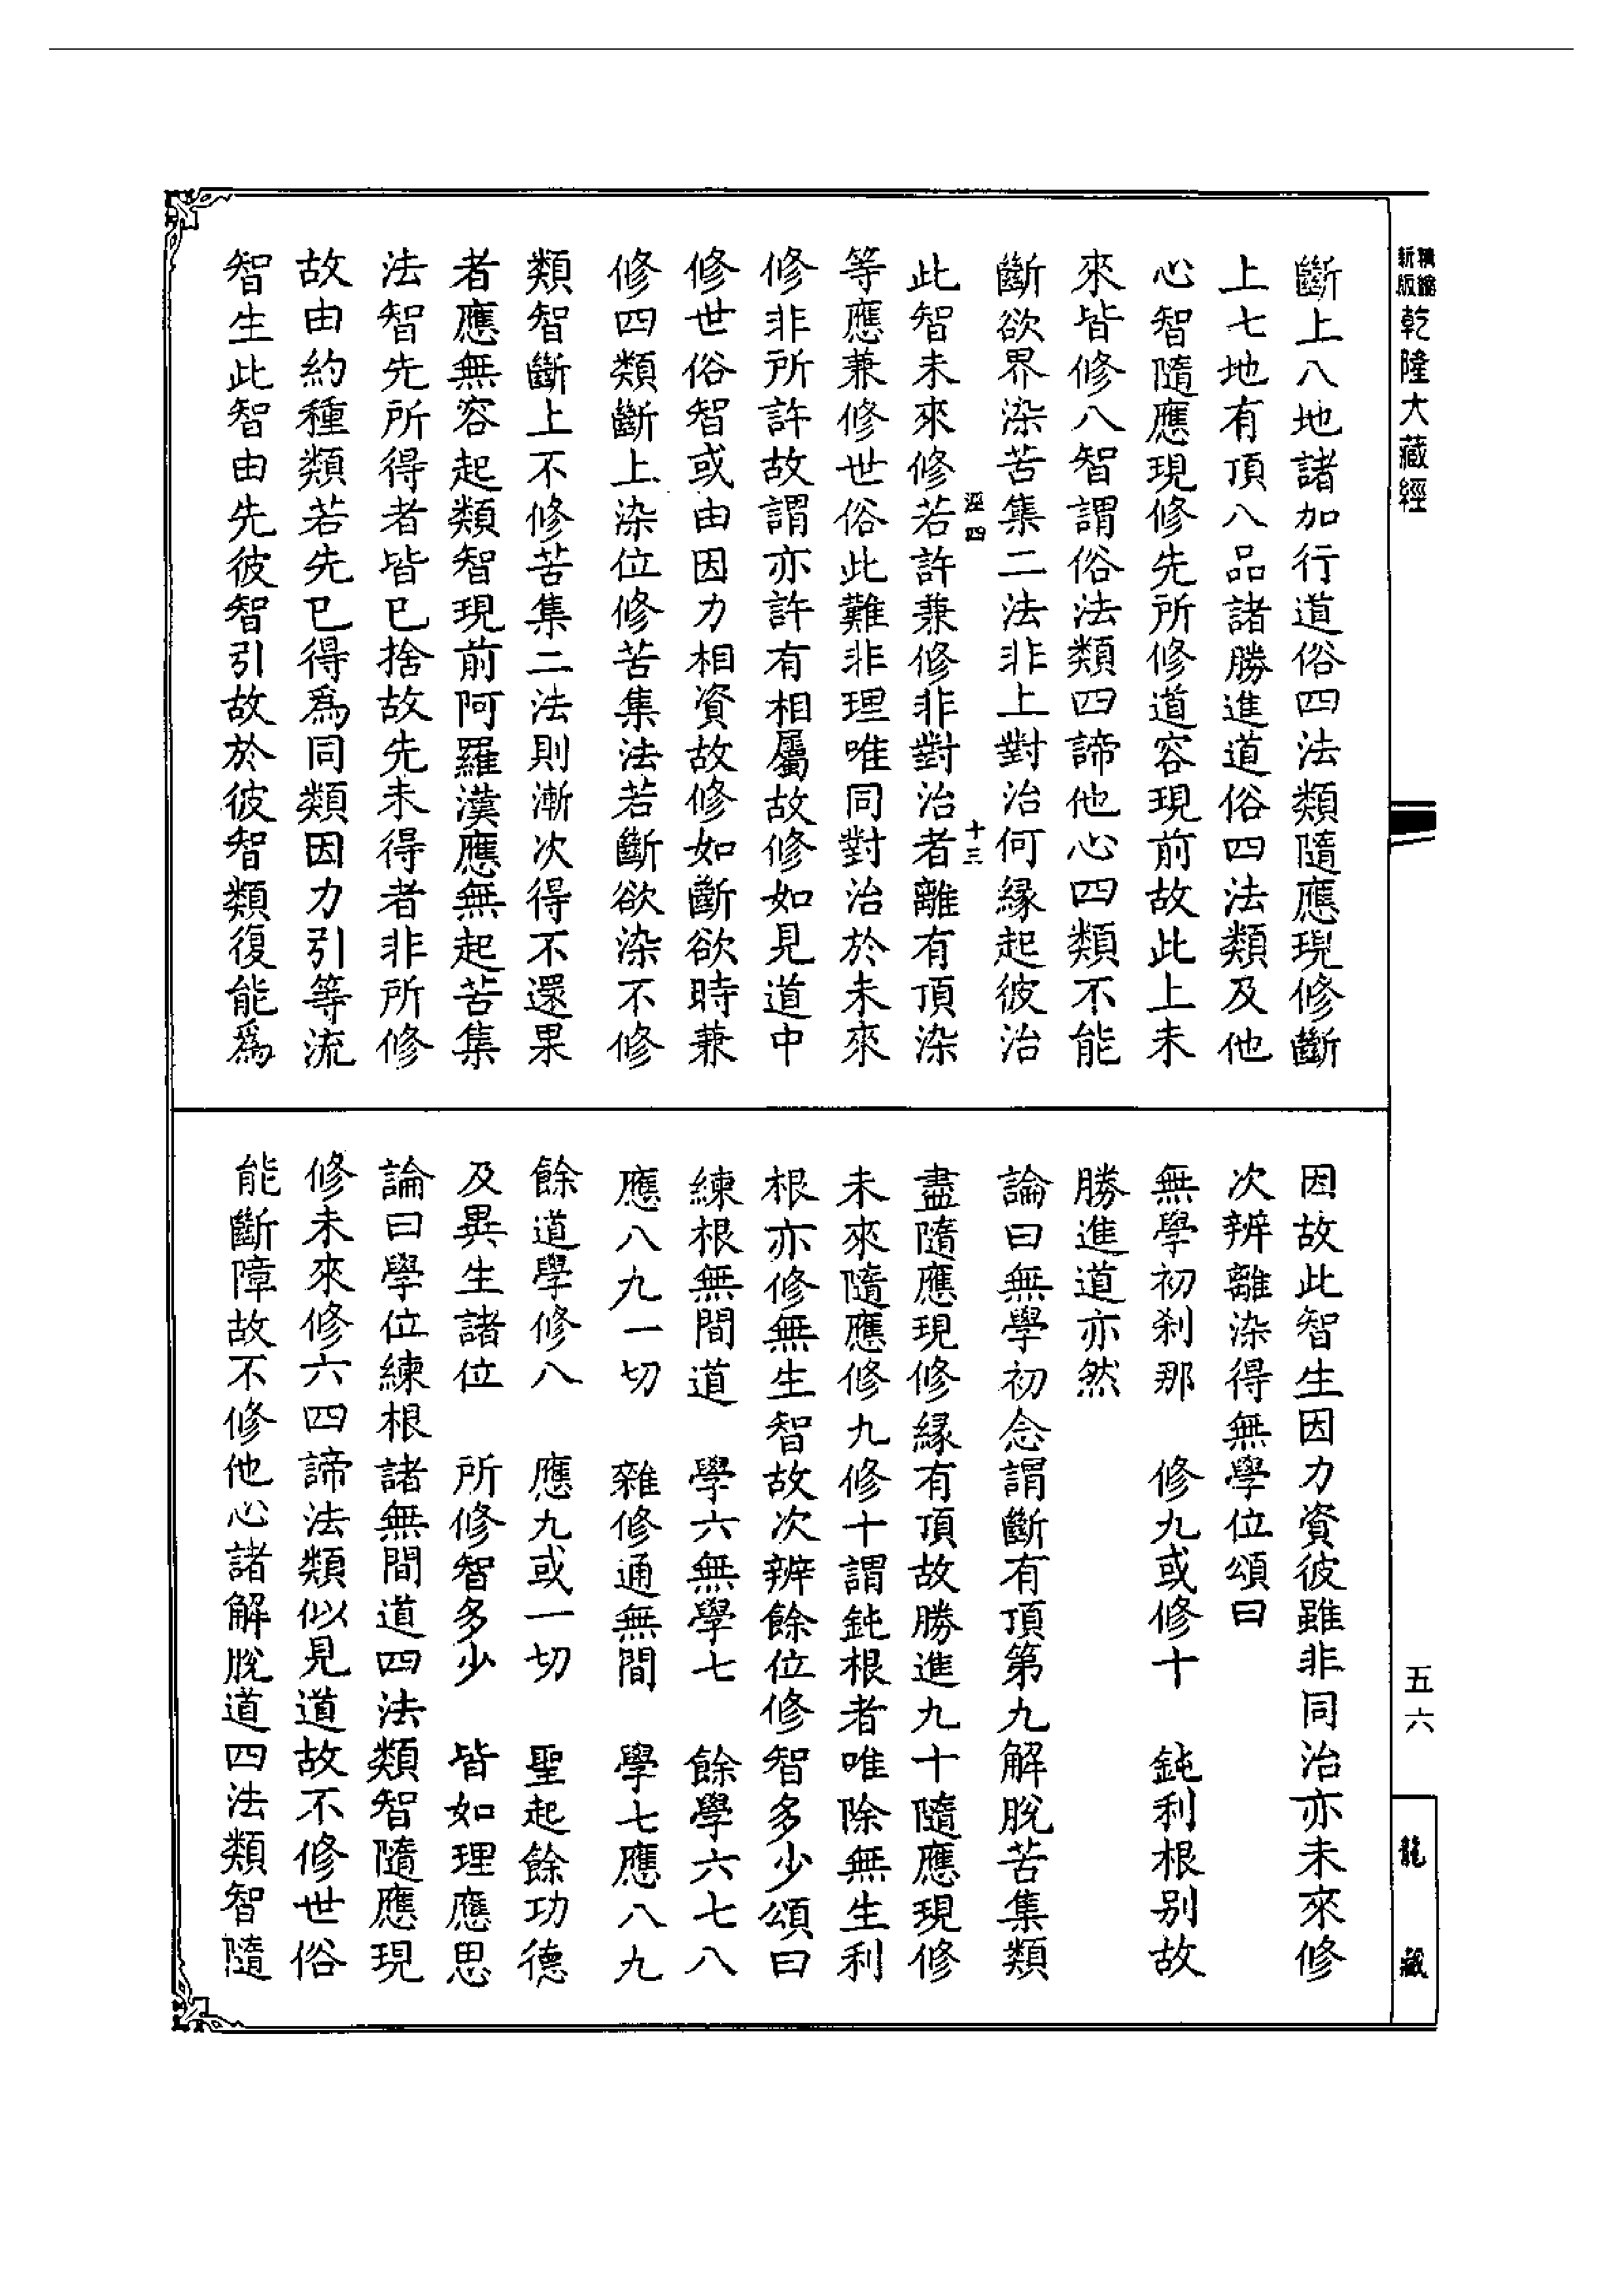 精縮
新版
乾隆大藏經
五六
龍藏
斷上八地諸加行道俗四法類隨應現修斷
上七地有頂八品諸勝進道俗四法類及他
心智隨應現修先所修道容現前故此上未
來皆修八智謂俗法類四諦他心四類不能
斷欲界染苦集二法非上對治何緣起彼治
此智未來修若許兼修非對治者離有頂染
等應兼修世俗此難非理唯同對治於未來
修非所許故謂亦許有相屬故修如見道中
修世俗智或由因力相資故修如斷欲時兼
修四類斷上染位修苦集法若斷欲染不修
類智斷上不修苦集二法則漸次得不還果
者應無容起類智現前阿羅漢應無起苦集
法智先所得者皆已捨故先未得者非所修
故由約種類若先已得為同類因力引等流
智生此智由先彼智引故於彼智類復能為
因故此智生因力資彼雖非同治亦未來修
次辨離染得無學位頌曰
無學初刹那　修九或修十　鈍利根別故
勝進道亦然
論曰無學初念謂斷有頂第九解脫苦集類
盡隨應現修緣有頂故勝進九十隨應現修
未來隨應修九修十謂鈍根者唯除無生利
根亦修無生智故次辨餘位修智多少頌曰
練根無間道　學六無學七　餘學六七八
應八九一切　雜修通無間　學七應八九
餘道學修八　應九或一切　聖起餘功德
及異生諸位　所修智多少　皆如理應思
論曰學位練根諸無間道四法類智隨應現
修未來修六四諦法類似見道故不修世俗
能斷障故不修他心諸解脫道四法類智隨
涇四
十三